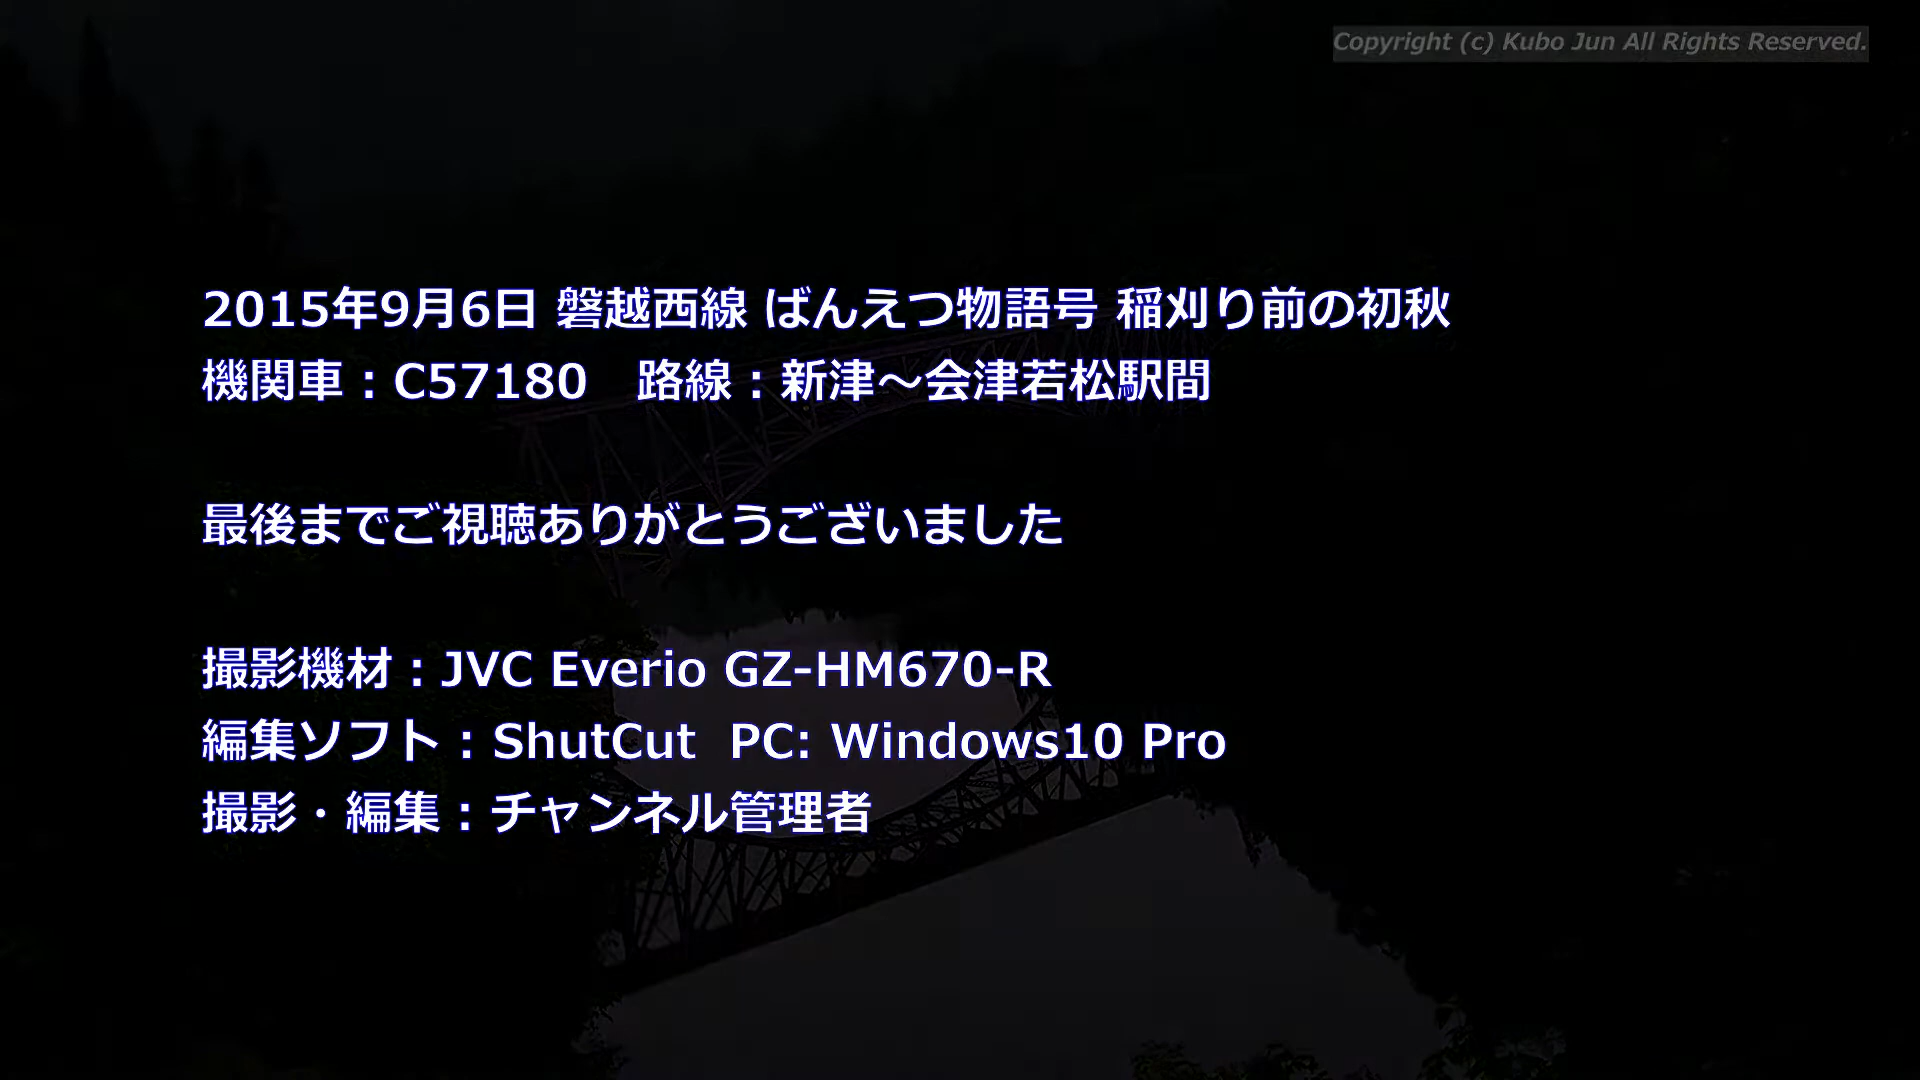 Copyright (c) Kubo Jun All Rights Reserved.
2015年9月6日 磐越西線 ばんえつ物語号 稲刈り前の初秋
機関車：C57180　路線：新津～会津若松駅間
最後までご視聴ありがとうございました
撮影機材：JVC Everio GZ-HM670-R
編集ソフト：ShutCut  PC: Windows10 Pro
撮影・編集：チャンネル管理者